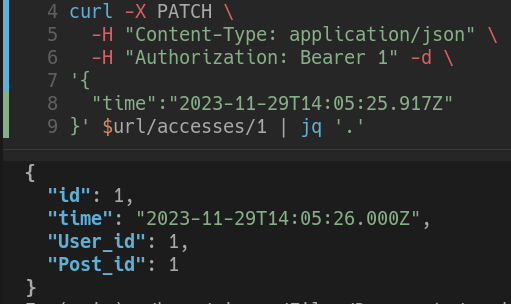 4 curl -X PATCH \
5 -H "Content-Type: application/json" \
6 -H "Authorization: Bearer 1" -d \
7 '{
8 "time":"2023-11-29T14:05:25.917Z"
9 }' $url/accesses/1 | jq '.'
{
"id": 1,
"time": "2023-11-29T14:05:26.000Z",
"User_id": 1,
"Post_id": 1
}